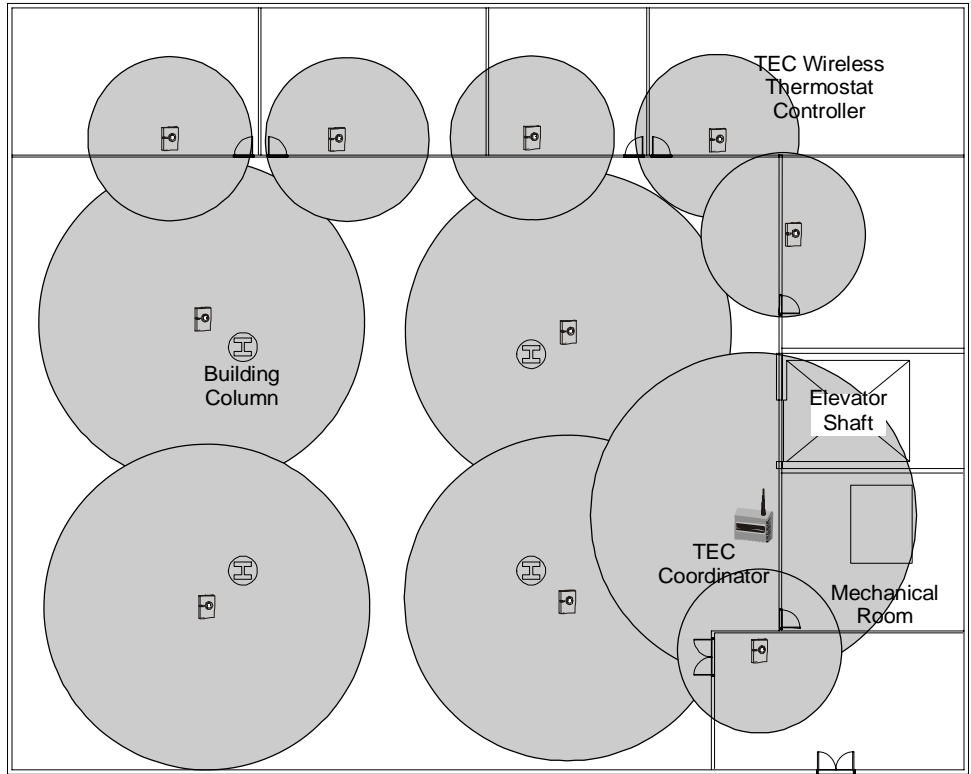 TEC Wireless
Thermostat
Controller
Building
Column
Elevator
Shaft
TEC
Coordinator
Mechanical
Room